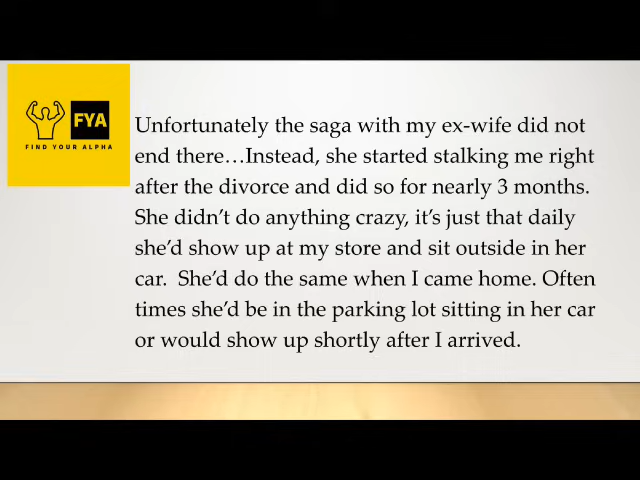 FYA
FIND YOUR ALPHA
Unfortunately the saga with my ex-wife did not
end there…Instead, she started stalking me right
after the divorce and did so for nearly 3 months.
She didn't do anything crazy, it's just that daily
she'd show up at my store and sit outside in her
car.  She'd do the same when I came home. Often
times she'd be in the parking lot sitting in her car
or would show up shortly after I arrived.